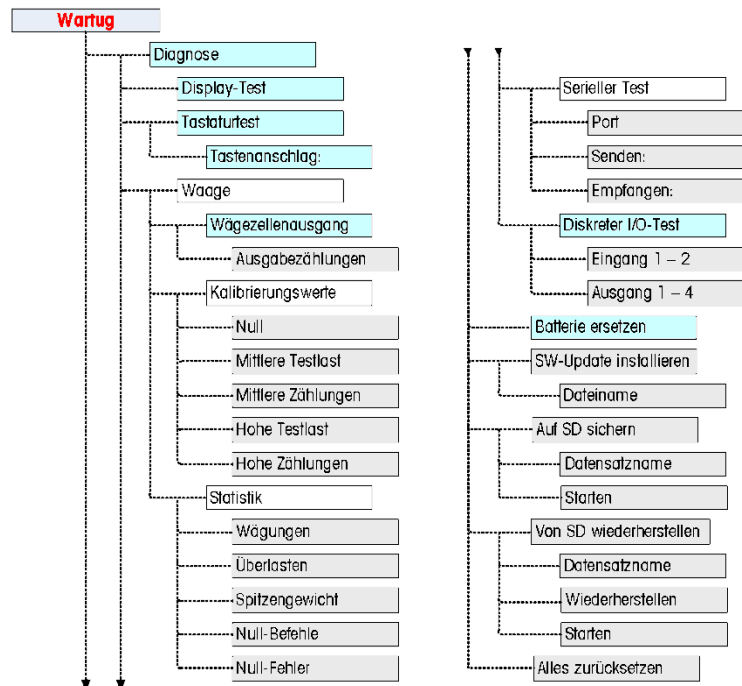 Wartug
Diagnose
Display-Test
Tastaturtest
Tastenanschlag:
Waage
Wägezellenausgang
Ausgabezählungen
Kalibrierungswerte
Null
Mittlere Testlast
Mittlere Zählungen
Hohe Testlast
Hohe Zählungen
Statistik
Wägungen
Überlasten
Spitzengewicht
Null-Befehle
Null-Fehler
Serieller Test
Port
Senden:
Empfangen:
Diskreter I/O-Test
Eingang 1 – 2
Ausgang 1 – 4
Batterie ersetzen
SW-Update installieren
Dateiname
Auf SD sichern
Datensatzname
Starten
Von SD wiederherstellen
Datensatzname
Wiederherstellen
Starten
Alles zurücksetzen